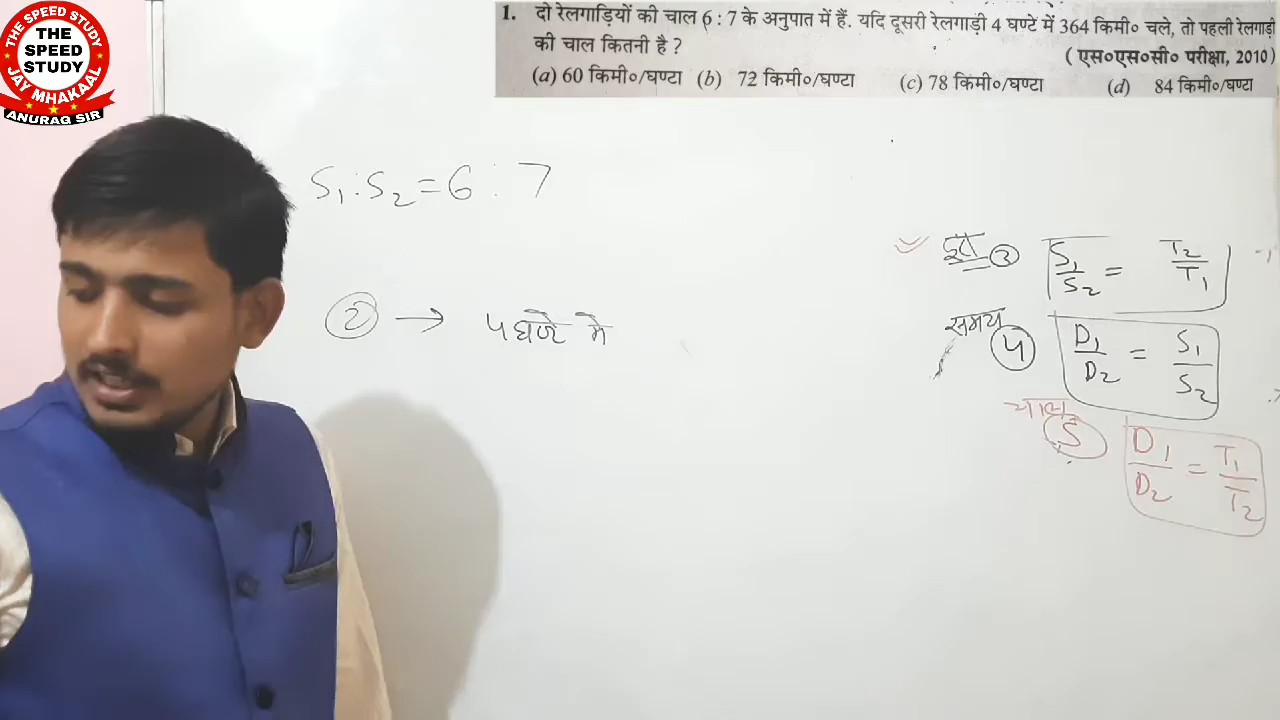 THE SPEED STUDY
THE
SPEED
STUDY
JAY MHAKAAL
ANURAG SIR
1. दो रेलगाड़ियों की चाल 6 : 7 के अनुपात में हैं. यदि दूसरी रेलगाड़ी 4 घण्टे में 364 किमी० चले, तो पहली रेलगाड़ी
की चाल कितनी है ?
( एस०एस०सी० परीक्षा, 2010)
(a) 60 किमी०/घण्टा (b) 72 किमी०/घण्टा (c) 78 किमी०/घण्टा (d) 84 किमी०/घण्टा
S₁:S₂ = 6 : 7
② → 4 घण्टे मे
S₁/S₂ = T₂/T₁
समय
D₁/D₂ = S₁/S₂
चाल
D₁/D₂ = T₁/T₂